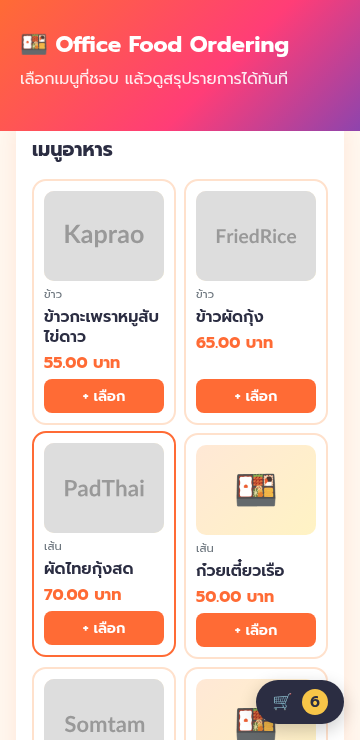 🍱 Office Food Ordering
เลือกเมนูที่ชอบ แล้วดูสรุปรายการได้ทันที
เมนูอาหาร
Kaprao
ข้าว
ข้าวกะเพราหมูสับ
ไข่ดาว
55.00 บาท
+ เลือก
FriedRice
ข้าว
ข้าวผัดกุ้ง
65.00 บาท
+ เลือก
PadThai
เส้น
ผัดไทยกุ้งสด
70.00 บาท
+ เลือก
เส้น
ก๋วยเตี๋ยวเรือ
50.00 บาท
+ เลือก
Somtam
6